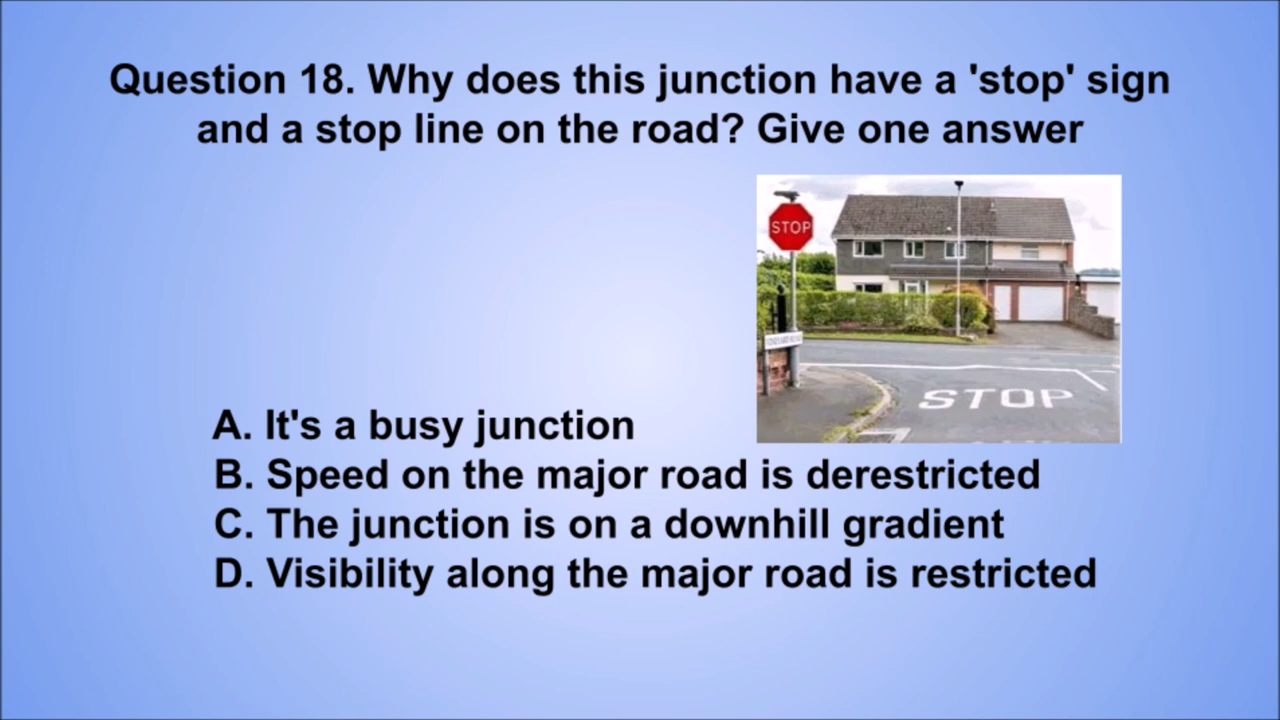 Question 18. Why does this junction have a 'stop' sign
and a stop line on the road? Give one answer
STOP
STOP
A. It's a busy junction
B. Speed on the major road is derestricted
C. The junction is on a downhill gradient
D. Visibility along the major road is restricted